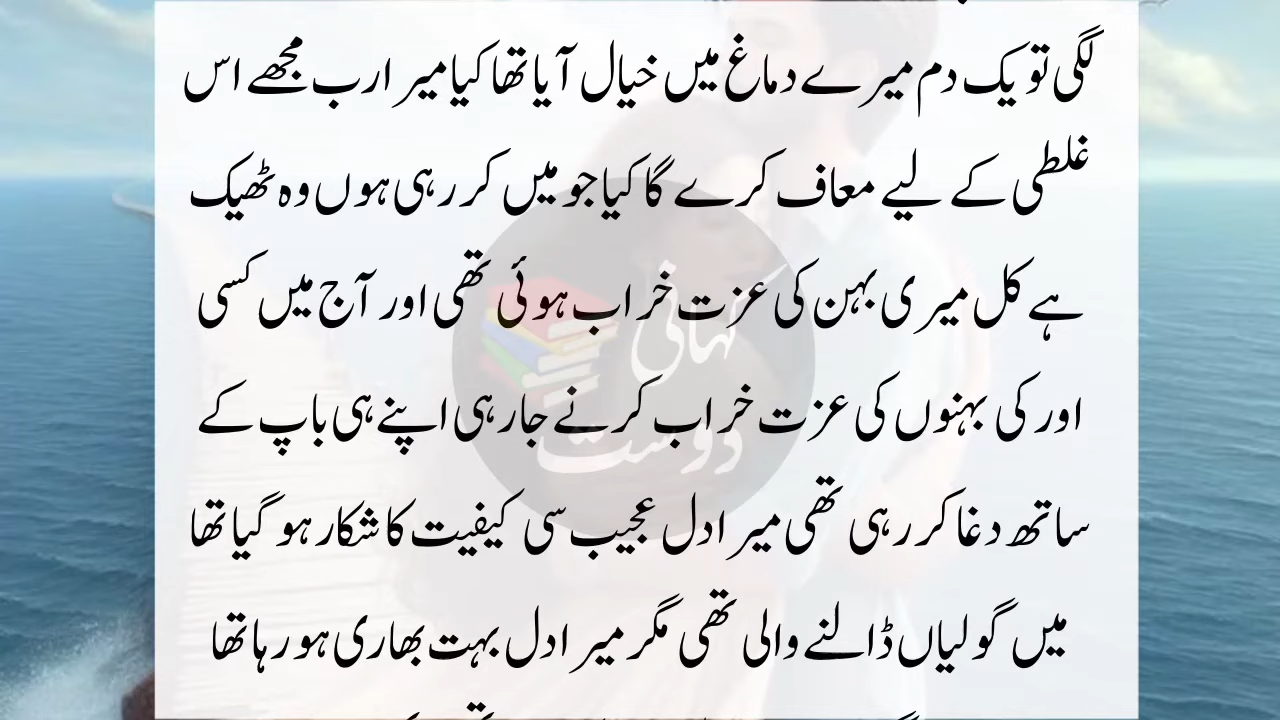 لگی تو یک دم میرے دماغ میں خیال آیا تھا کیا میرا رب مجھے اس
غلطی کے لیے معاف کرے گا کیا جو میں کر رہی ہوں وہ ٹھیک
ہے کل میری بہن کی عزت خراب ہوئی تھی اور آج میں کسی
اور کی بہنوں کی عزت خراب کرنے جا رہی اپنے ہی باپ کے
ساتھ دغا کر رہی تھی میرا دل عجیب سی کیفیت کا شکار ہو گیا تھا
میں گولیاں ڈالنے والی تھی مگر میرا دل بہت بھاری ہو رہا تھا
کہانی
دوست